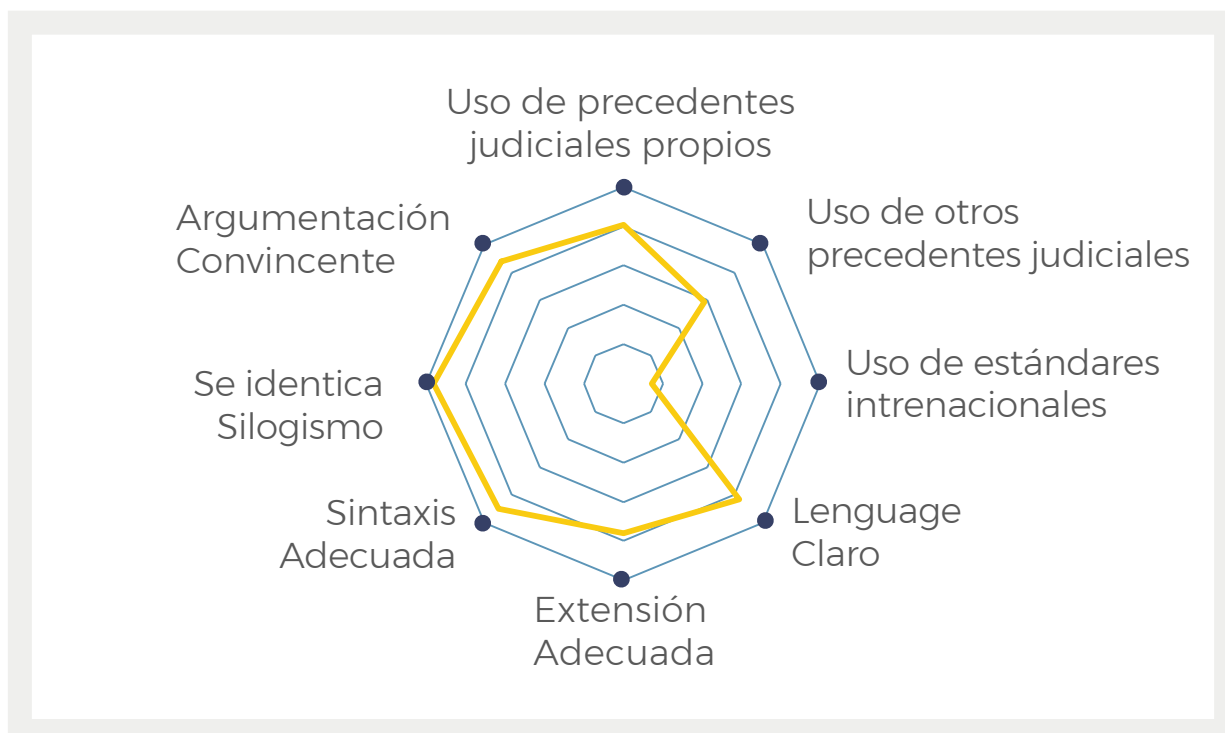 Uso de precedentes
judiciales propios
Uso de otros
precedentes judiciales
Uso de estándares
intrenacionales
Lenguage
Claro
Extensión
Adecuada
Sintaxis
Adecuada
Se identica
Silogismo
Argumentación
Convincente